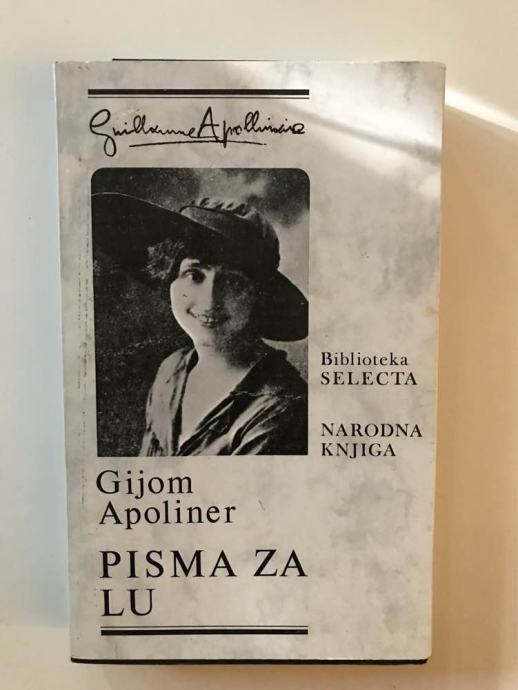 Guillaume Apollinaire
Biblioteka
SELECTA
NARODNA
KNJIGA
Gijom
Apoliner
PISMA ZA
LU